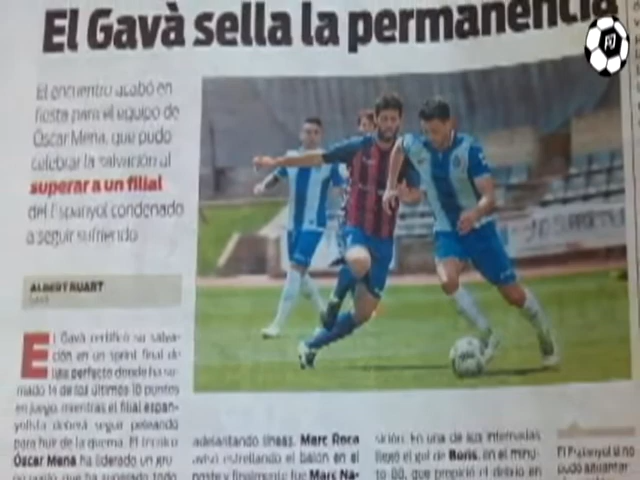 El Gavà sella la permanencia
El encuentro acabó en
fiesta para el equipo de
Óscar Mena, que pudo
celebrar la salvación al
superar a un filial
del Espanyol condenado
a seguir sufriendo
ALBERT RUART
El Gavà certificó su salva-
ción en un sprint final de
liga perfecto donde ha su-
mado 14 de los últimos 18 puntos
en juego, mientras el filial espan-
yolista deberá seguir peleando
para huir de la quema. El técnico
Óscar Mena ha liderado un gru-
adelantando líneas. Marc Roca
avisó estrellando el balón en el
poste y finalmente fue Marc Na-
sición. En una de sus internadas
llegó el gol de Boris, en el minu-
to 80, que propició el delirio en
El Espanyol B no
pudo aguantar